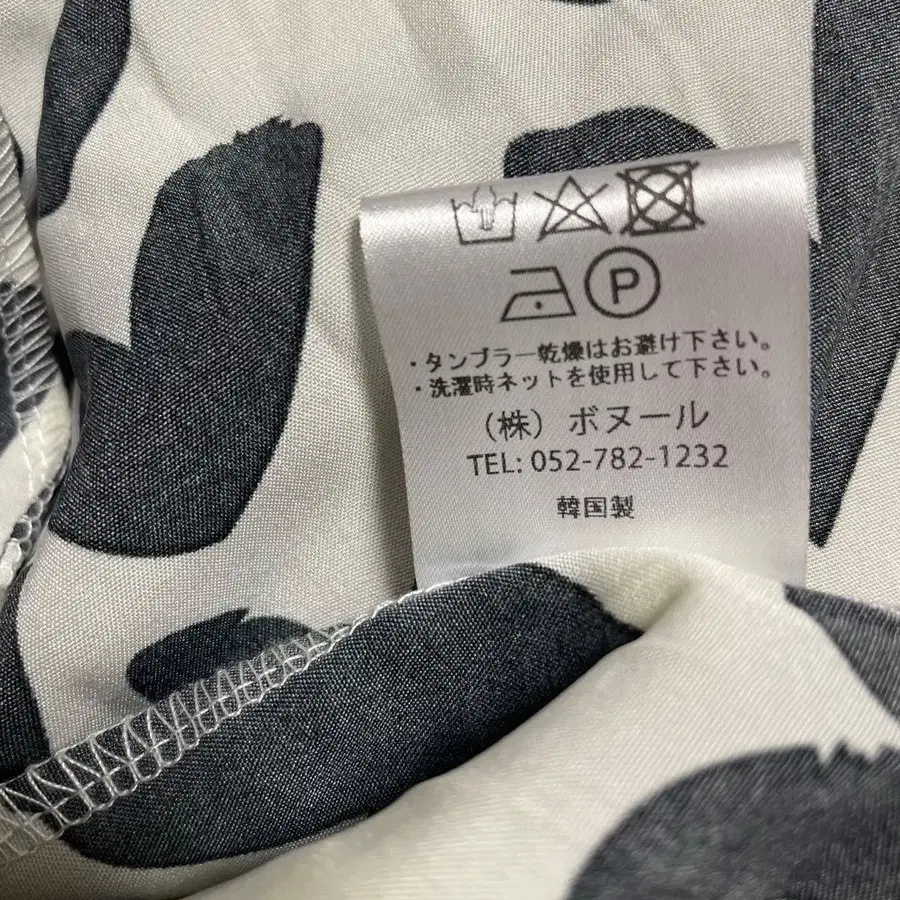 P
・タンブラー乾燥はお避け下さい。
・洗濯時ネットを使用して下さい。
（株）ボヌール
TEL: 052-782-1232
韓国製